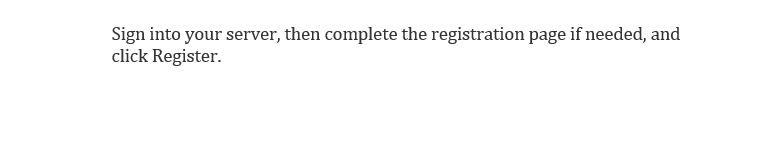 Sign into your server, then complete the registration page if needed, and
click Register.